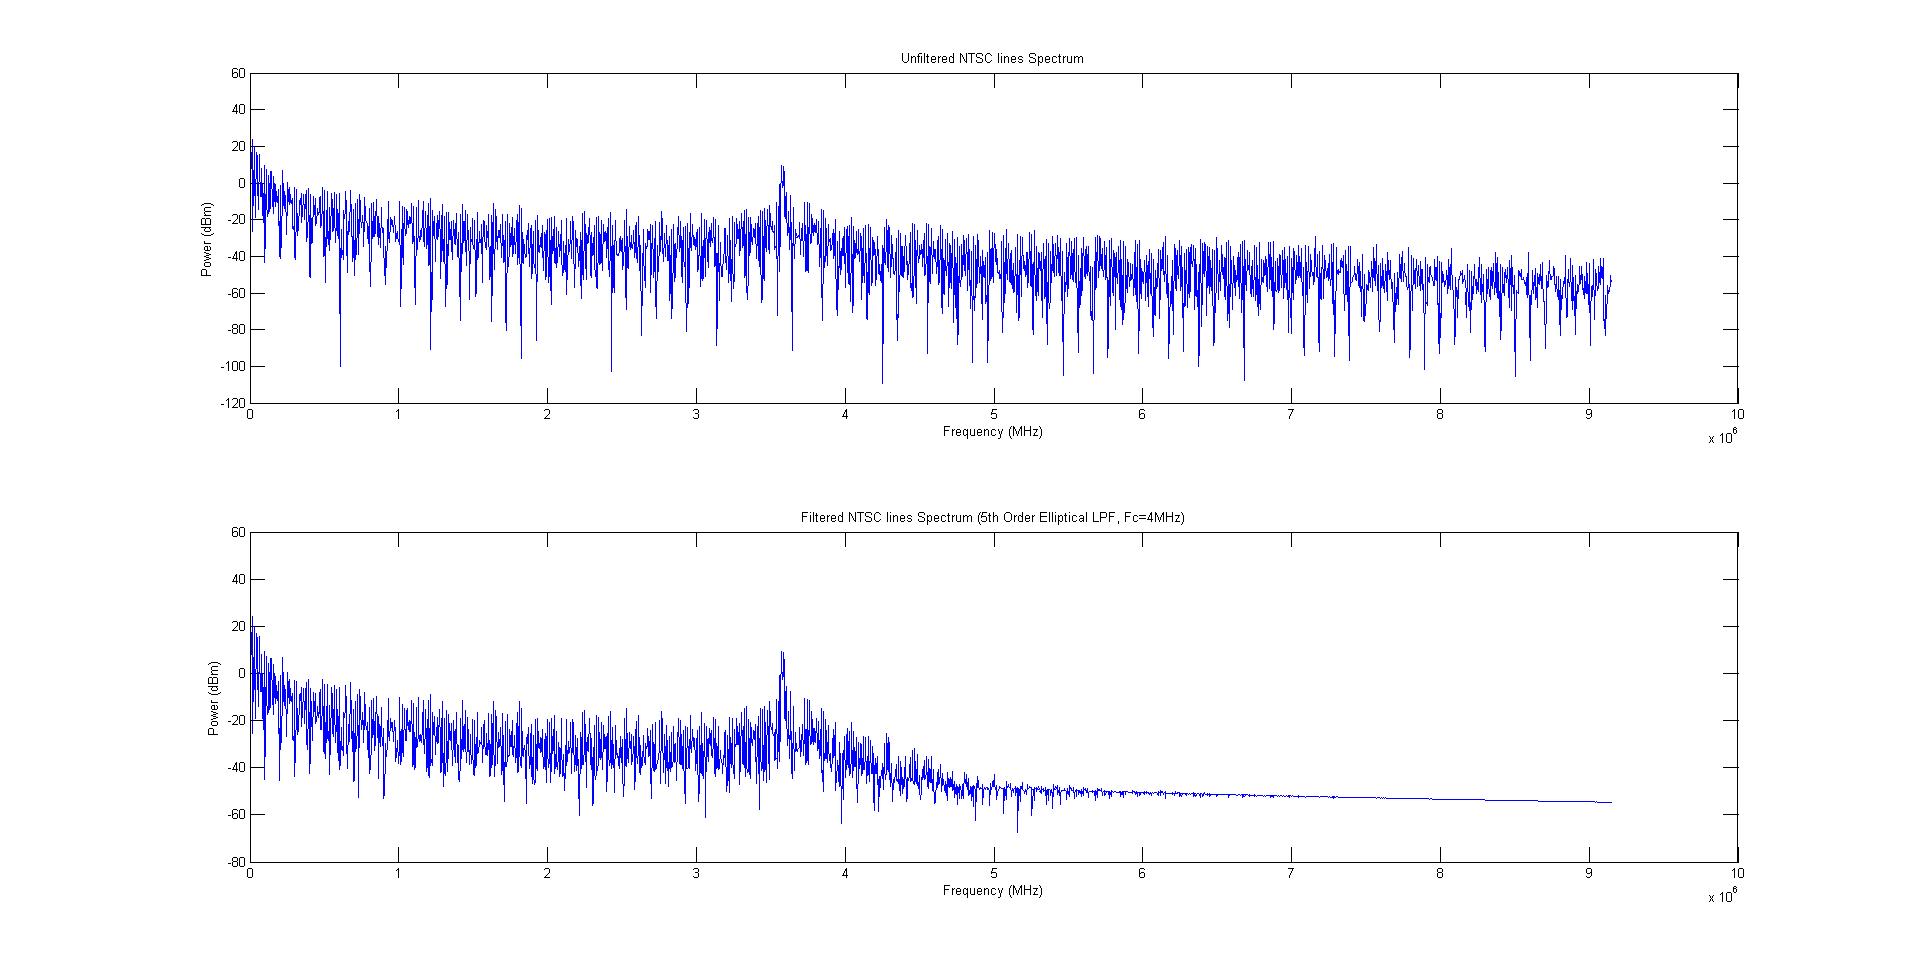 Unfiltered NTSC lines Spectrum
60
40
20
0
-20
-40
-60
-80
-100
-120
Power (dBm)
0 1 2 3 4 5 6 7 8 9 10
Frequency (MHz)
x 10^6
Filtered NTSC lines Spectrum (5th Order Elliptical LPF, Fc=4MHz)
60
40
20
0
-20
-40
-60
-80
Power (dBm)
0 1 2 3 4 5 6 7 8 9 10
Frequency (MHz)
x 10^6